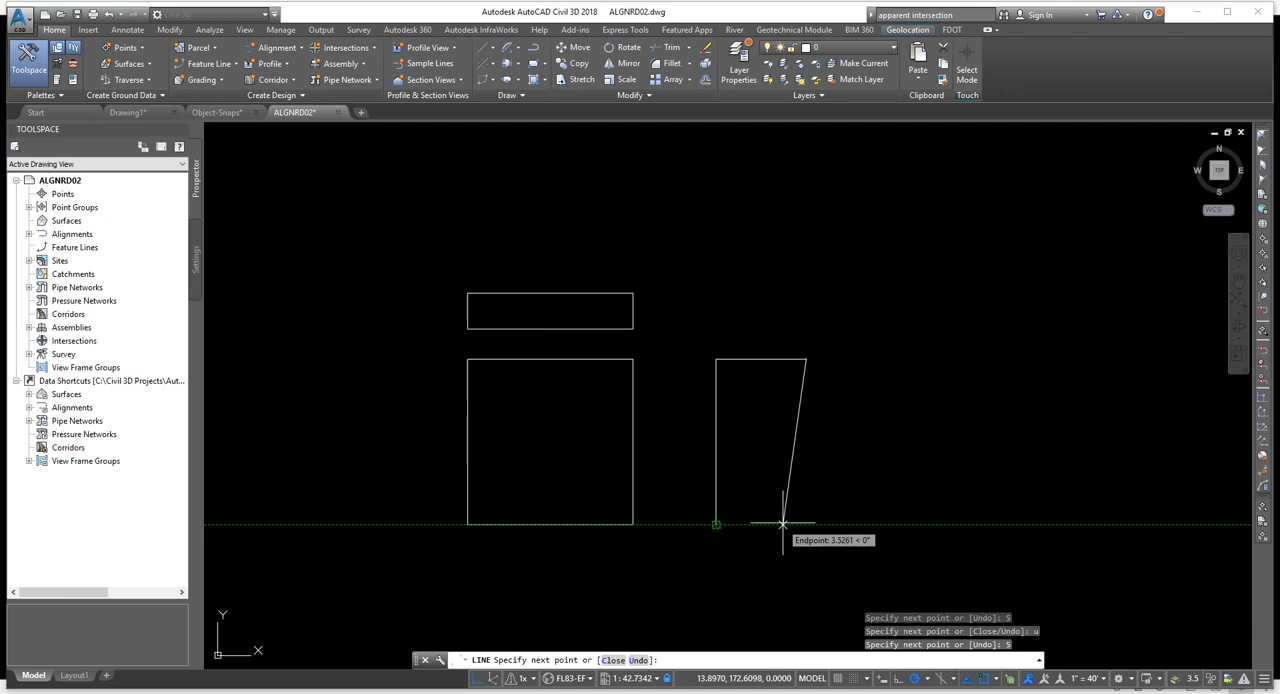 Autodesk AutoCAD Civil 3D 2018 ALGNRD02.dwg
apparent intersection
Sign In
C3D
Home Insert Annotate Modify Analyze View Manage Output Survey Autodesk 360 Autodesk InfraWorks Help Add-ins Express Tools Featured Apps River Geotechnical Module BIM 360 Geolocation FDOT
Toolspace
Points
Traverse
Surfaces
Parcel
Feature Line
Grading
Alignment
Profile
Corridor
Intersections
Assembly
Pipe Network
Profile View
Sample Lines
Section Views
Move
Copy
Stretch
Rotate
Mirror
Scale
Trim
Fillet
Array
Layer
Properties
0
Make Current
Match Layer
Paste
Select
Mode
Palettes Create Ground Data Create Design Profile & Section Views Draw Modify Layers Clipboard Touch
Start Drawing1* Object-Snaps* ALGNRD02*
TOOLSPACE
Active Drawing View
ALGNRD02
Points
Point Groups
Surfaces
Alignments
Feature Lines
Sites
Catchments
Pipe Networks
Pressure Networks
Corridors
Assemblies
Intersections
Survey
View Frame Groups
Data Shortcuts [C:\Civil 3D Projects\Aut...
Surfaces
Alignments
Pipe Networks
Pressure Networks
Corridors
View Frame Groups
Prospector
Settings
N
W TOP E
S
WCS
Endpoint: 3.5261 < 0°
Y
X
Specify next point or [Undo]: 5
Specify next point or [Close/Undo]: u
Specify next point or [Undo]: 5
LINE Specify next point or [Close Undo]:
Model Layout1
1x FL83-EF 1: 42.7342 13.8970, 172.6098, 0.0000 MODEL 1" = 40' 3.5